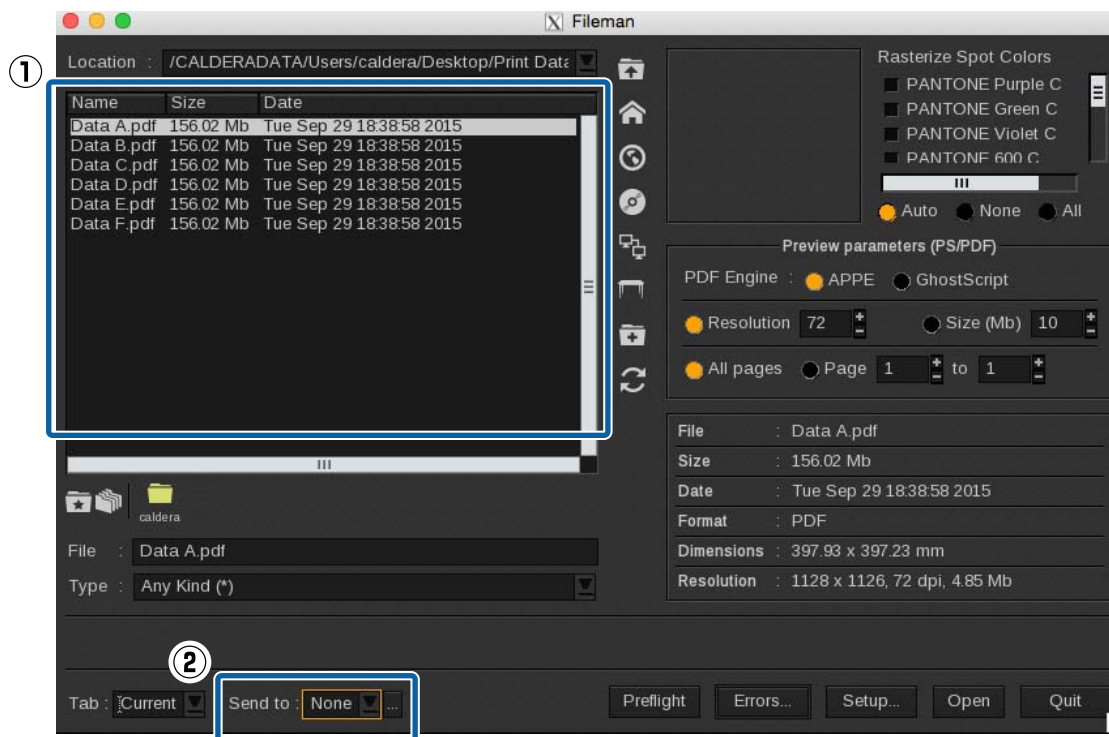 X Fileman
①
Location : /CALDERADATA/Users/caldera/Desktop/Print Data
Name Size Date
Data A.pdf 156.02 Mb Tue Sep 29 18:38:58 2015
Data B.pdf 156.02 Mb Tue Sep 29 18:38:58 2015
Data C.pdf 156.02 Mb Tue Sep 29 18:38:58 2015
Data D.pdf 156.02 Mb Tue Sep 29 18:38:58 2015
Data E.pdf 156.02 Mb Tue Sep 29 18:38:58 2015
Data F.pdf 156.02 Mb Tue Sep 29 18:38:58 2015
caldera
File : Data A.pdf
Type : Any Kind (*)
Rasterize Spot Colors
PANTONE Purple C
PANTONE Green C
PANTONE Violet C
PANTONE 600 C
Auto None All
Preview parameters (PS/PDF)
PDF Engine : APPE GhostScript
Resolution 72 Size (Mb) 10
All pages Page 1 to 1
File : Data A.pdf
Size : 156.02 Mb
Date : Tue Sep 29 18:38:58 2015
Format : PDF
Dimensions : 397.93 x 397.23 mm
Resolution : 1128 x 1126, 72 dpi, 4.85 Mb
②
Tab : Current Send to : None ... Preflight Errors... Setup... Open Quit